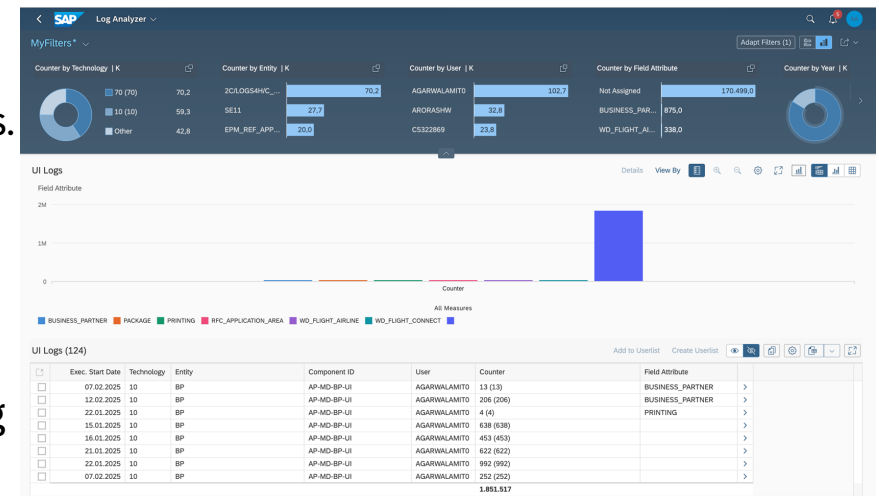 SAP Log Analyzer
3
MyFilters*
Adapt Filters (1)
Counter by Technology | K
70 (70) 70,2
10 (10) 59,3
Other 42,8
Counter by Entity | K
2C/LOGS4H/C_... 70,2
SE11 27,7
EPM_REF_APP... 20,0
Counter by User | K
AGARWALAMIT0 102,7
ARORASHW 32,8
C5322869 23,8
Counter by Field Attribute
Not Assigned 170.499,0
BUSINESS_PAR... 875,0
WD_FLIGHT_AI... 338,0
Counter by Year | K
s.
UI Logs
Details View By
Field Attribute
2M
1M
0
Counter
All Measures
BUSINESS_PARTNER PACKAGE PRINTING RFC_APPLICATION_AREA WD_FLIGHT_AIRLINE WD_FLIGHT_CONNECT
UI Logs (124)
Add to Userlist Create Userlist
g
Exec. Start Date Technology Entity Component ID User Counter Field Attribute
07.02.2025 10 BP AP-MD-BP-UI AGARWALAMIT0 13 (13) BUSINESS_PARTNER
12.02.2025 10 BP AP-MD-BP-UI AGARWALAMIT0 206 (206) BUSINESS_PARTNER
22.01.2025 10 BP AP-MD-BP-UI AGARWALAMIT0 4 (4) PRINTING
15.01.2025 10 BP AP-MD-BP-UI AGARWALAMIT0 638 (638)
16.01.2025 10 BP AP-MD-BP-UI AGARWALAMIT0 453 (453)
21.01.2025 10 BP AP-MD-BP-UI AGARWALAMIT0 622 (622)
22.01.2025 10 BP AP-MD-BP-UI AGARWALAMIT0 992 (992)
07.02.2025 10 BP AP-MD-BP-UI AGARWALAMIT0 252 (252)
1.851.517